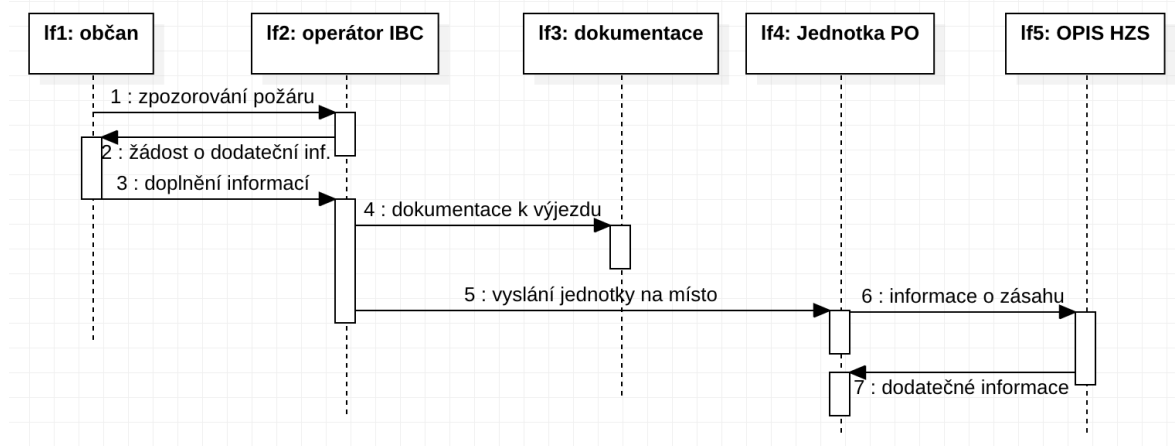 lf1: občan
lf2: operátor IBC
lf3: dokumentace
lf4: Jednotka PO
lf5: OPIS HZS
1 : zpozorování požáru
2 : žádost o dodateční inf.
3 : doplnění informací
4 : dokumentace k výjezdu
5 : vyslání jednotky na místo
6 : informace o zásahu
7 : dodatečné informace